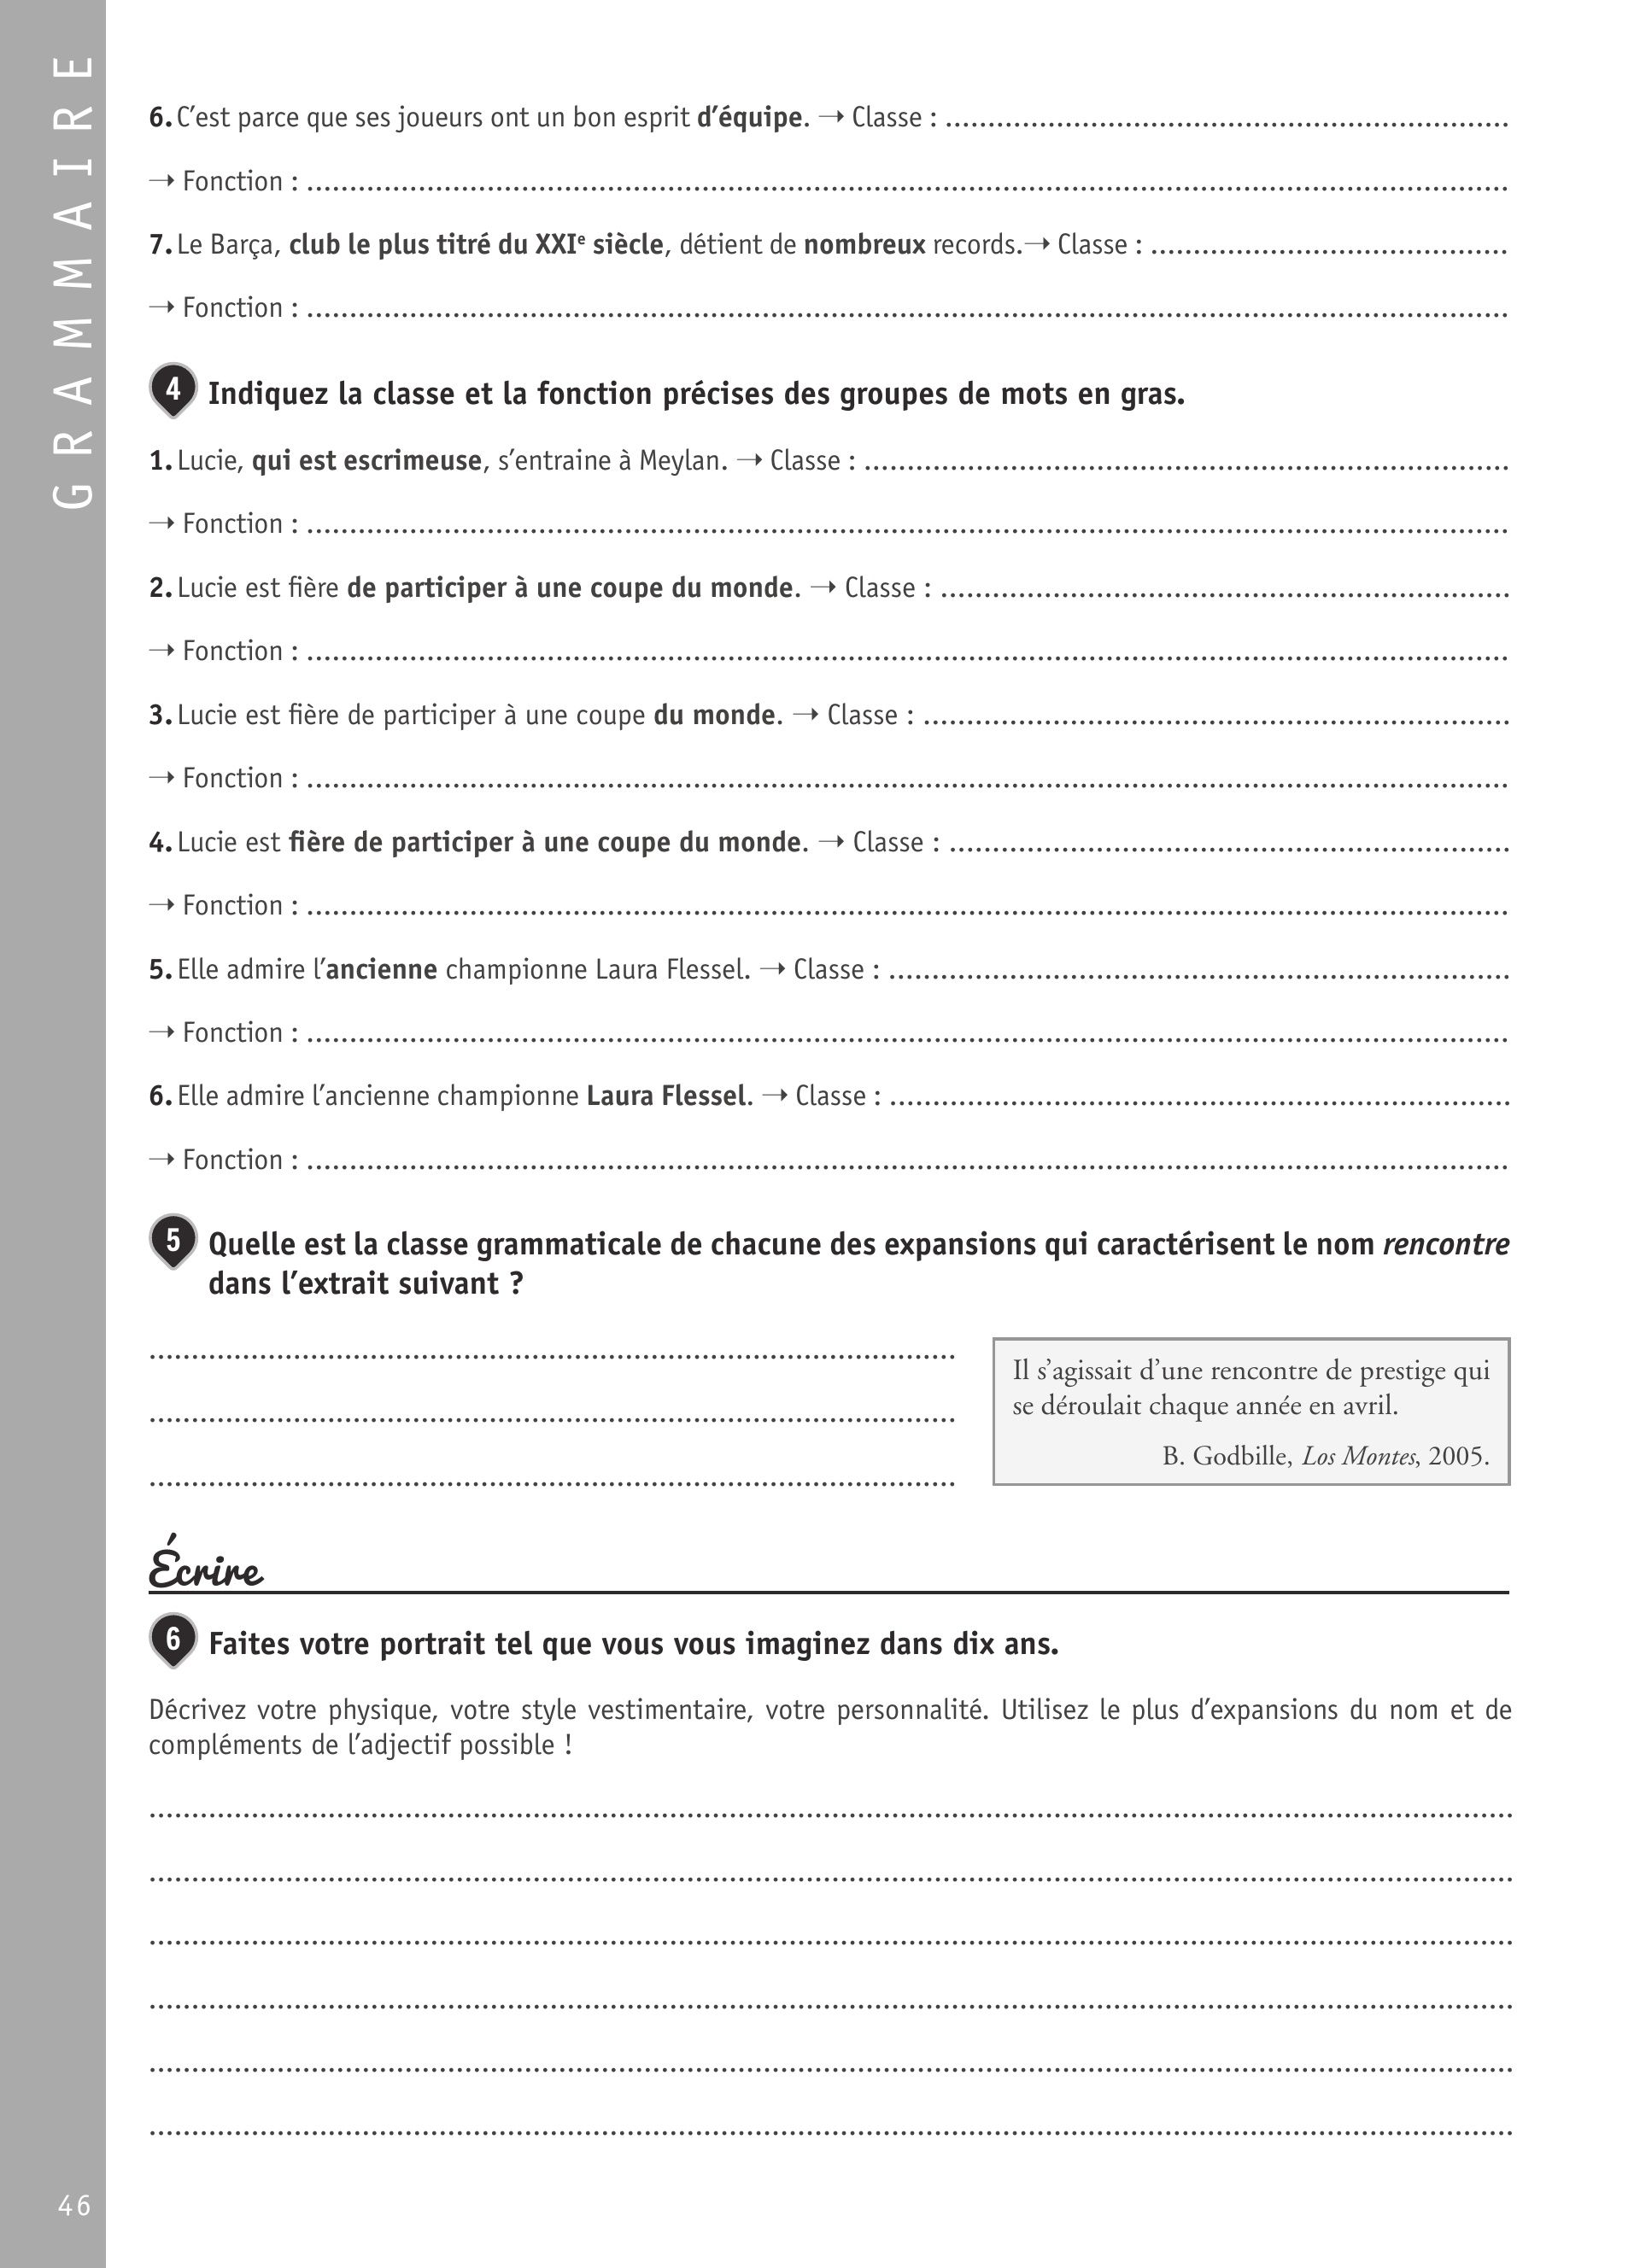 GRAMMAIRE
6. C'est parce que ses joueurs ont un bon esprit d'équipe. → Classe : ..........
→ Fonction : ..........
7. Le Barça, club le plus titré du XXIe siècle, détient de nombreux records.→ Classe : ..........
→ Fonction : ..........
4 Indiquez la classe et la fonction précises des groupes de mots en gras.
1. Lucie, qui est escrimeuse, s'entraine à Meylan. → Classe : ..........
→ Fonction : ..........
2. Lucie est fière de participer à une coupe du monde. → Classe : ..........
→ Fonction : ..........
3. Lucie est fière de participer à une coupe du monde. → Classe : ..........
→ Fonction : ..........
4. Lucie est fière de participer à une coupe du monde. → Classe : ..........
→ Fonction : ..........
5. Elle admire l'ancienne championne Laura Flessel. → Classe : ..........
→ Fonction : ..........
6. Elle admire l'ancienne championne Laura Flessel. → Classe : ..........
→ Fonction : ..........
5 Quelle est la classe grammaticale de chacune des expansions qui caractérisent le nom rencontre
dans l'extrait suivant ?
Il s'agissait d'une rencontre de prestige qui
se déroulait chaque année en avril.
B. Godbille, Los Montes, 2005.
Écrire
6 Faites votre portrait tel que vous vous imaginez dans dix ans.
Décrivez votre physique, votre style vestimentaire, votre personnalité. Utilisez le plus d'expansions du nom et de
compléments de l'adjectif possible !
46